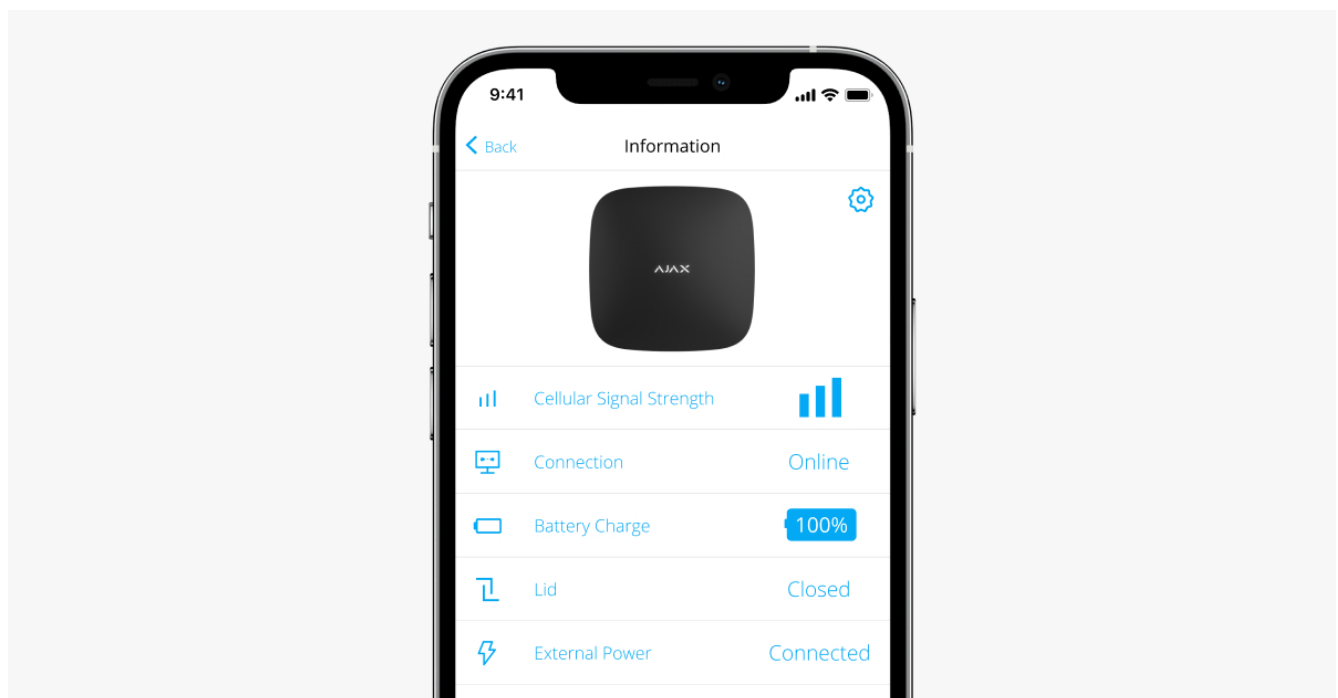 9:41
Back
Information
AJAX
Cellular Signal Strength
Connection
Online
Battery Charge
100%
Lid
Closed
External Power
Connected